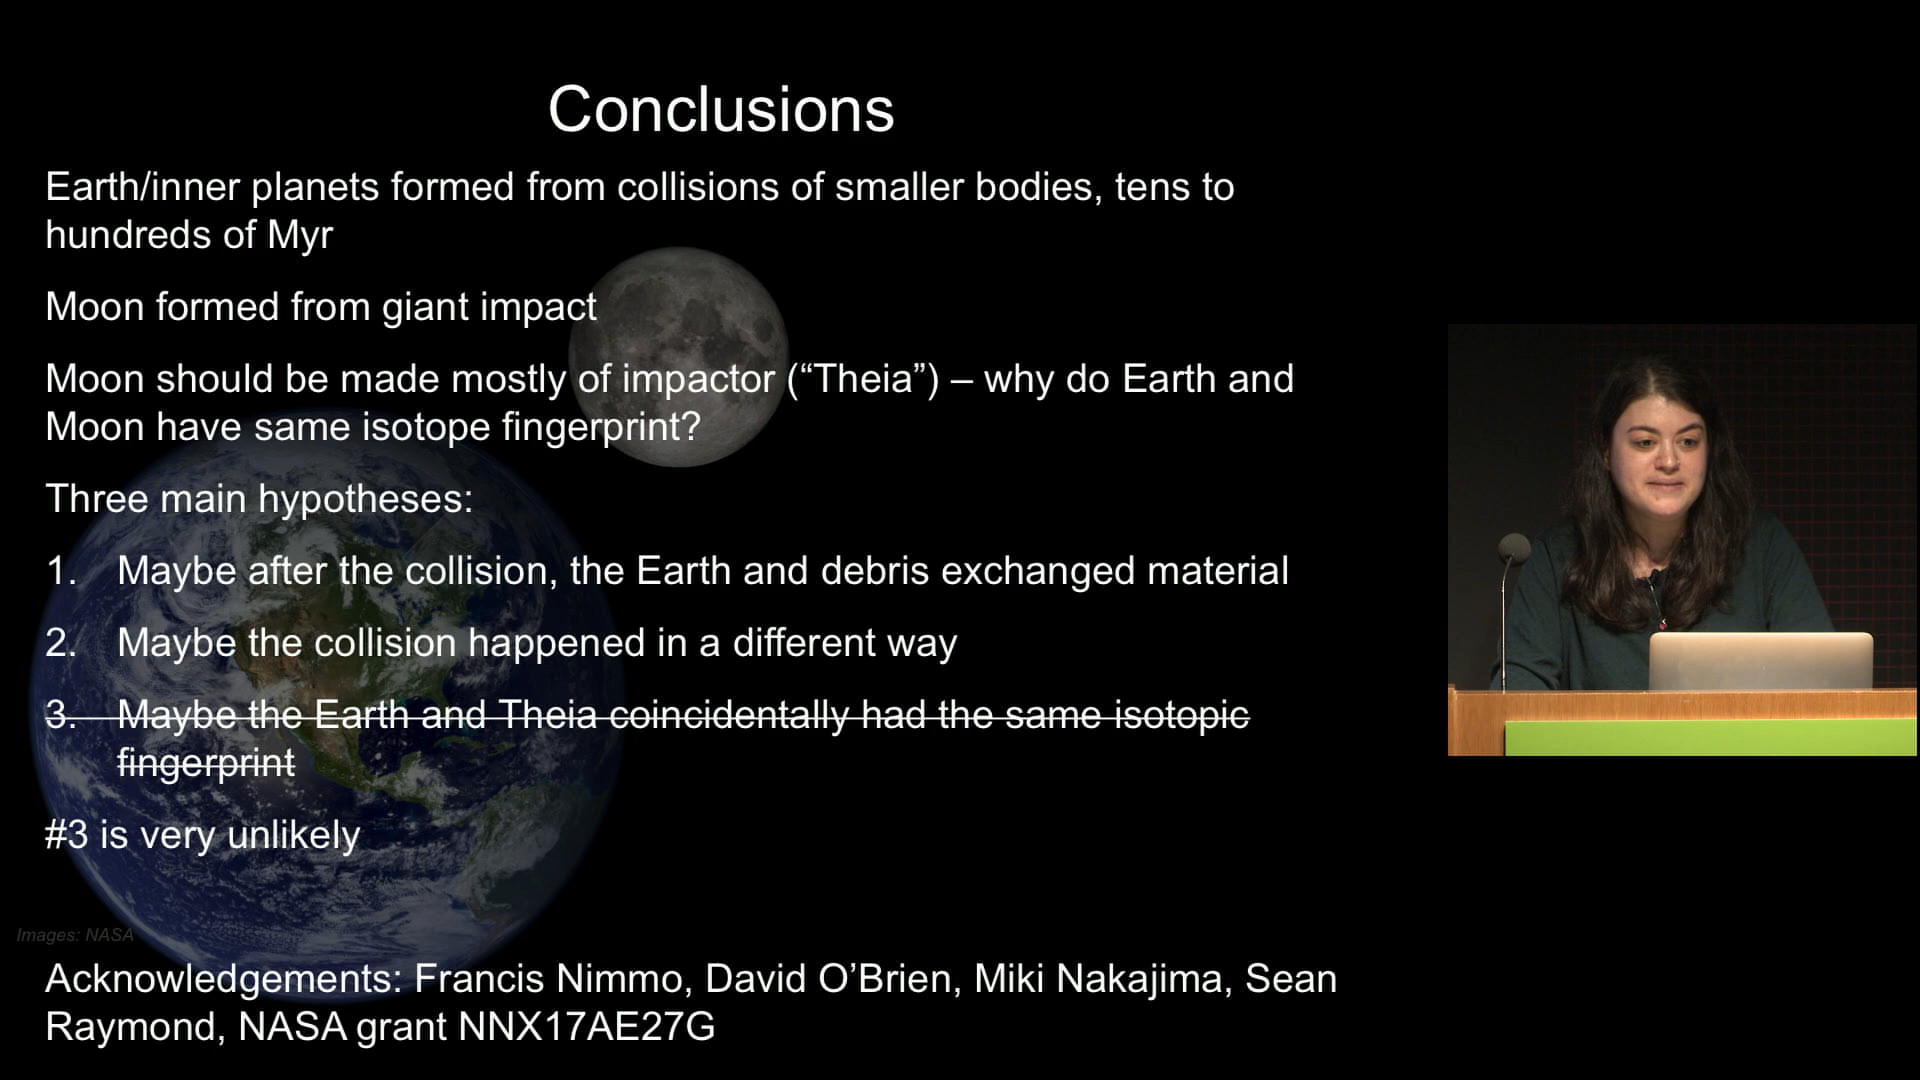 Conclusions
Earth/inner planets formed from collisions of smaller bodies, tens to
hundreds of Myr
Moon formed from giant impact
Moon should be made mostly of impactor (“Theia”) – why do Earth and
Moon have same isotope fingerprint?
Three main hypotheses:
1. Maybe after the collision, the Earth and debris exchanged material
2. Maybe the collision happened in a different way
3. Maybe the Earth and Theia coincidentally had the same isotopic
fingerprint
#3 is very unlikely
Images: NASA
Acknowledgements: Francis Nimmo, David O’Brien, Miki Nakajima, Sean
Raymond, NASA grant NNX17AE27G